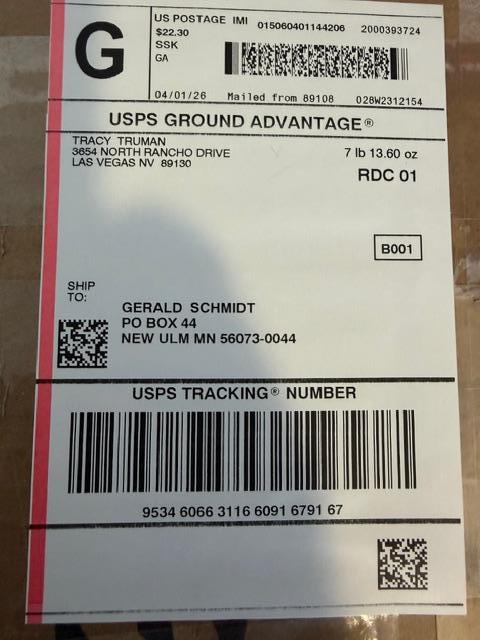 G
US POSTAGE IMI 015060401144206 2000393724
$22.30
SSK
GA
04/01/26 Mailed from 89108 028W2312154
USPS GROUND ADVANTAGE®
TRACY TRUMAN
3654 NORTH RANCHO DRIVE
LAS VEGAS NV 89130
7 lb 13.60 oz
RDC 01
B001
SHIP
TO:
GERALD SCHMIDT
PO BOX 44
NEW ULM MN 56073-0044
USPS TRACKING® NUMBER
9534 6066 3116 6091 6791 67